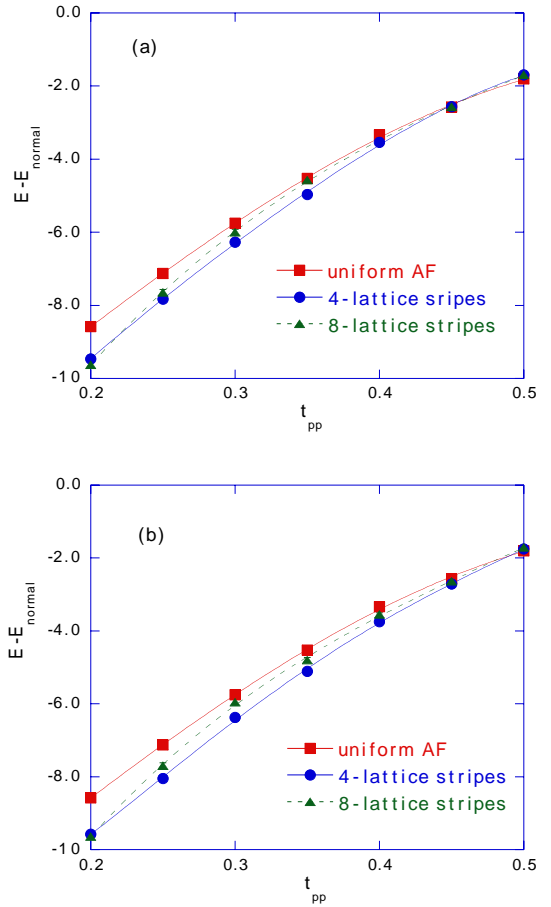 0.0
(a)
-2.0
E -E normal
-4.0
-6.0
uniform AF
4-lattice sripes
-8.0
8-lattice stripes
-10
0.2 0.3 0.4 0.5
t pp
0.0
(b)
-2.0
E -E normal
-4.0
-6.0
uniform AF
4-lattice stripes
-8.0
8-lattice stripes
-10
0.2 0.3 0.4 0.5
t pp